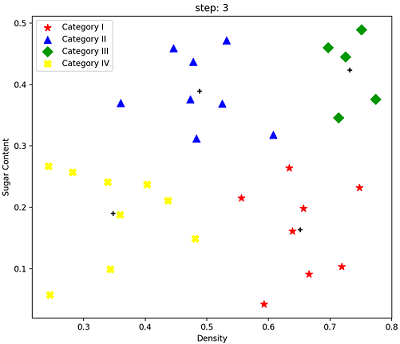 step: 3
Category I
Category II
Category III
Category IV
Sugar Content
0.5
0.4
0.3
0.2
0.1
0.3 0.4 0.5 0.6 0.7 0.8
Density